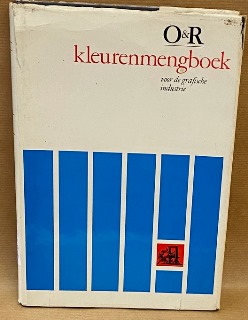 O&R
kleurenmengboek
voor de grafische
industrie